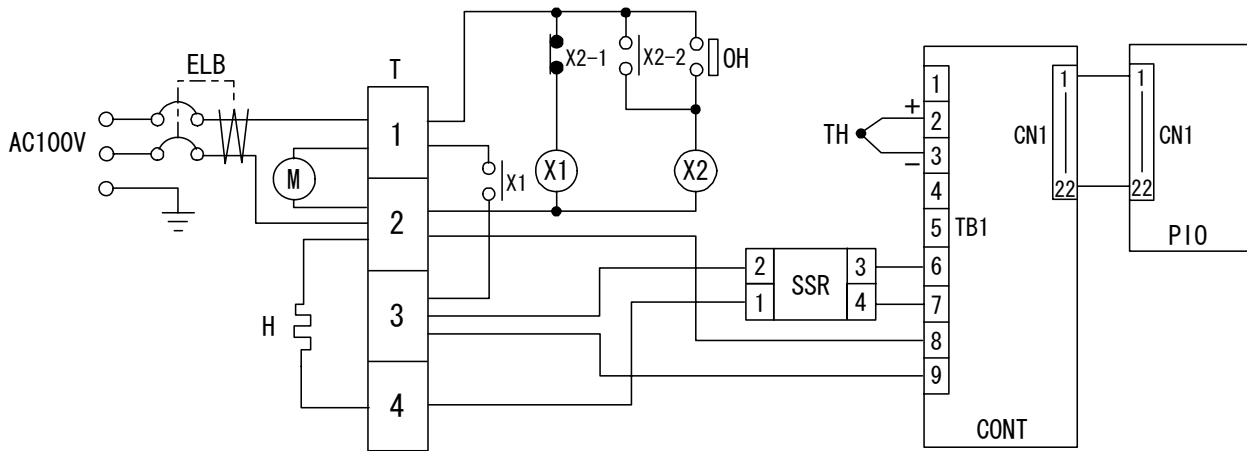 ELB
AC100V
T
1
2
3
4
M
H
X1
X2-1
X2-2
OH
X1
X2
SSR
2
1
3
4
TH
+
−
1
2
3
4
5
6
7
8
9
TB1
CONT
CN1
1
22
CN1
1
22
PIO